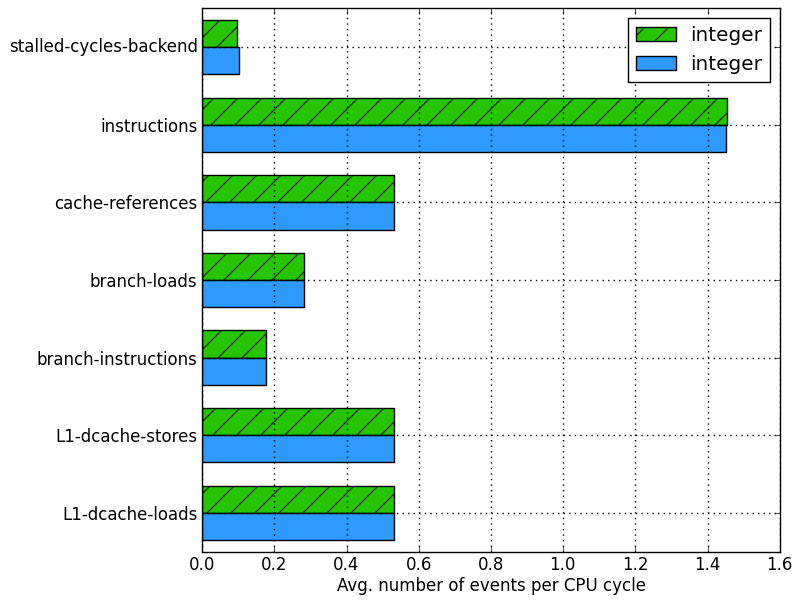 integer
integer
stalled-cycles-backend
instructions
cache-references
branch-loads
branch-instructions
L1-dcache-stores
L1-dcache-loads
0.0 0.2 0.4 0.6 0.8 1.0 1.2 1.4 1.6
Avg. number of events per CPU cycle